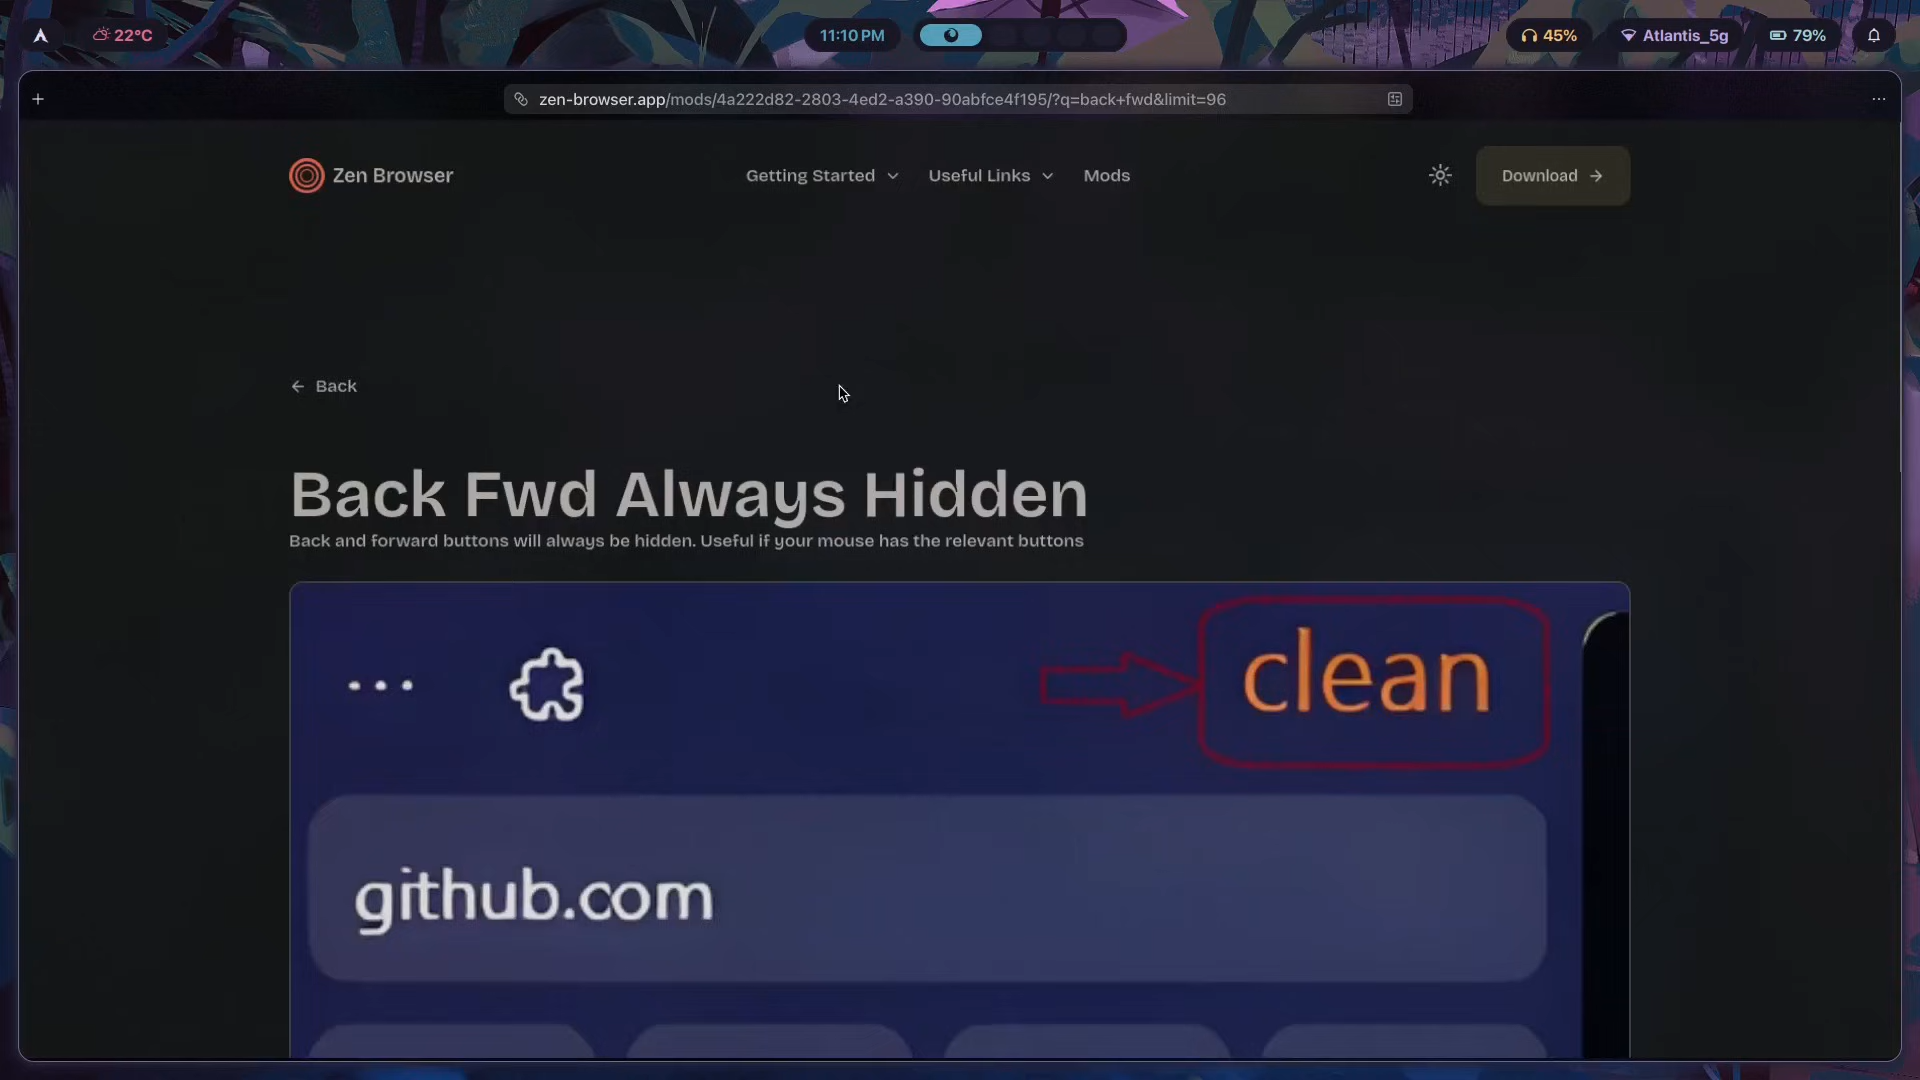 22°C
11:10 PM
45%
Atlantis_5g
79%
zen-browser.app/mods/4a222d82-2803-4ed2-a390-90abfce4f195/?q=back+fwd&limit=96
Zen Browser
Getting Started
Useful Links
Mods
Download
Back
Back Fwd Always Hidden
Back and forward buttons will always be hidden. Useful if your mouse has the relevant buttons
clean
github.com